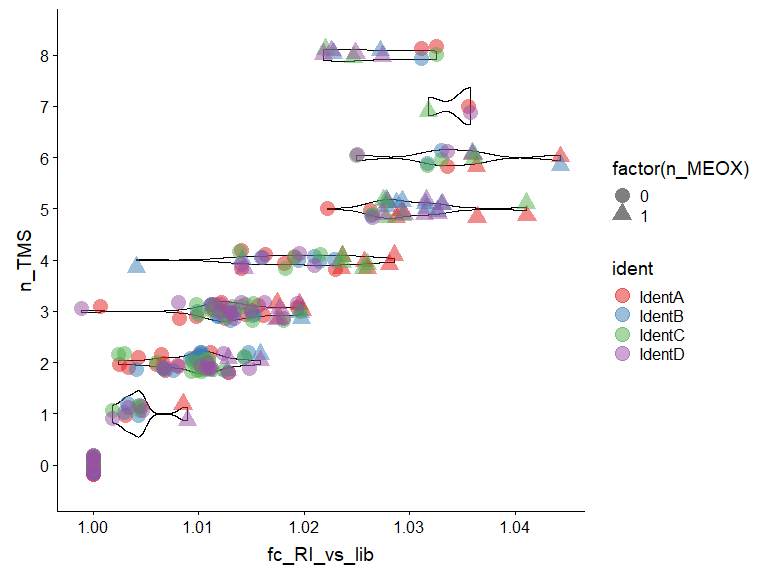 8
7
6
5
4
3
2
1
0
n_TMS
1.00 1.01 1.02 1.03 1.04
fc_RI_vs_lib
factor(n_MEOX)
0
1
ident
IdentA
IdentB
IdentC
IdentD